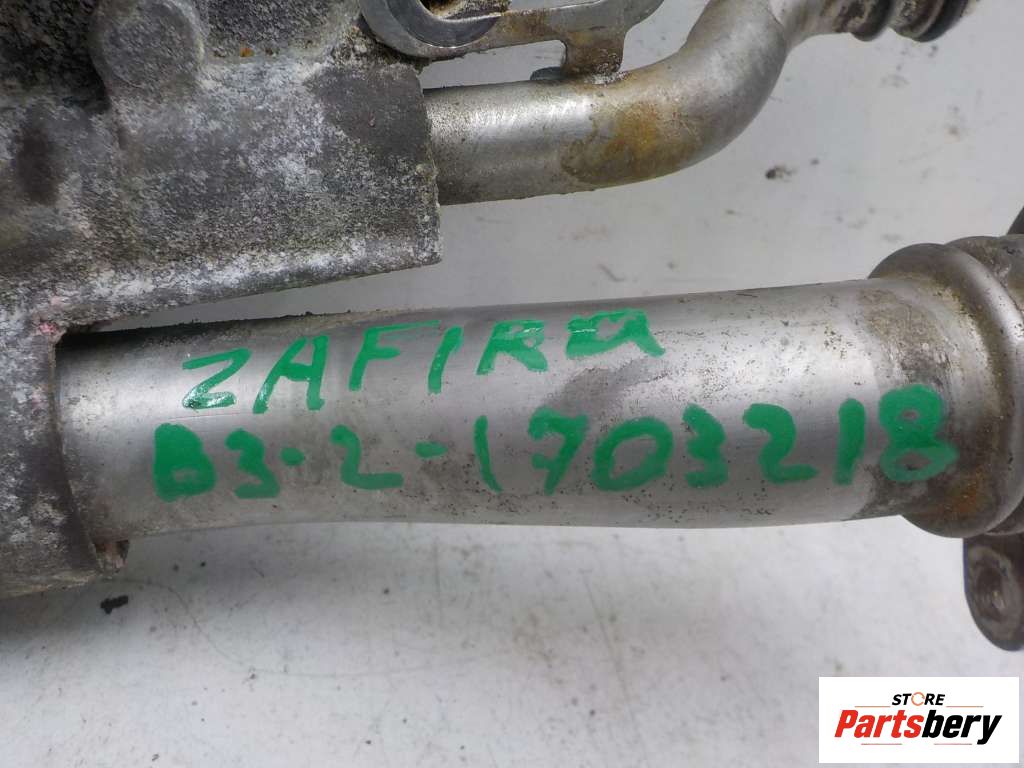 ZAFIRA
B3-2-1703218
STORE
Partsbery